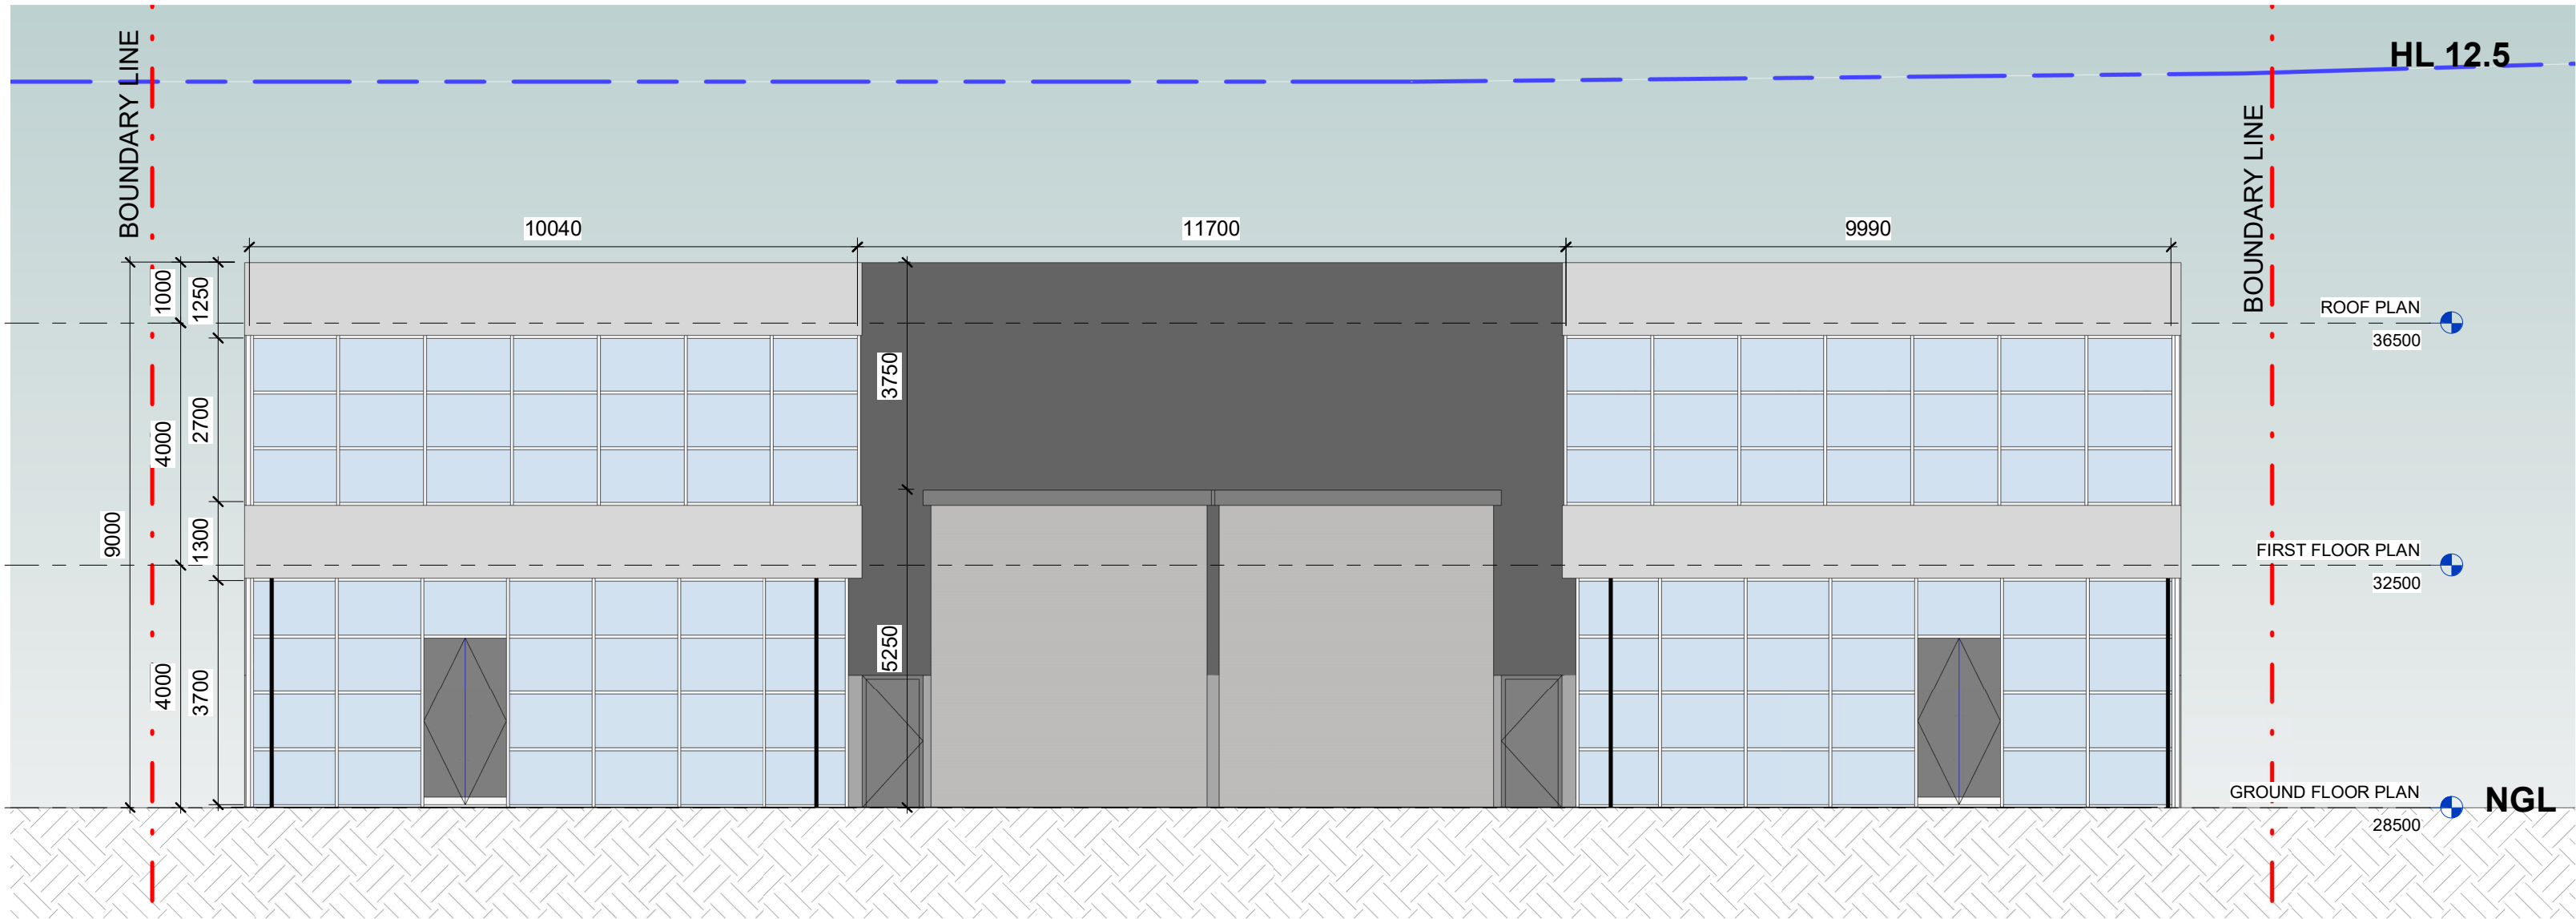 HL 12.5
BOUNDARY LINE
BOUNDARY LINE
10040
11700
9990
1000
1250
ROOF PLAN
36500
3750
2700
4000
9000
1300
FIRST FLOOR PLAN
32500
5250
4000
3700
GROUND FLOOR PLAN
NGL
28500